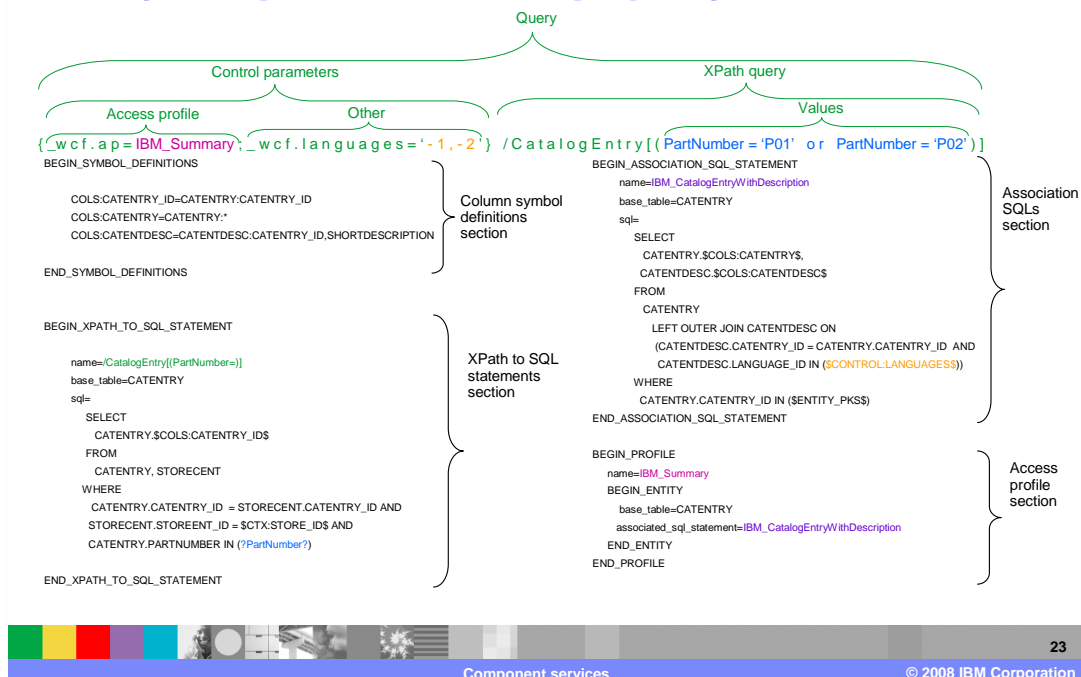 Query
Control parameters
XPath query
Access profile
Other
Values
{_wcf.ap=IBM_Summary;_wcf.languages=‘-1,-2’} /CatalogEntry[(PartNumber = ‘P01’ or PartNumber = ‘P02’)]
BEGIN_SYMBOL_DEFINITIONS
COLS:CATENTRY_ID=CATENTRY:CATENTRY_ID
COLS:CATENTRY=CATENTRY:*
COLS:CATENTDESC=CATENTDESC:CATENTRY_ID,SHORTDESCRIPTION
END_SYMBOL_DEFINITIONS
Column symbol
definitions
section
BEGIN_XPATH_TO_SQL_STATEMENT
name=/CatalogEntry[(PartNumber=)]
base_table=CATENTRY
sql=
SELECT
CATENTRY.$COLS:CATENTRY_ID$
FROM
CATENTRY, STORECENT
WHERE
CATENTRY.CATENTRY_ID = STORECENT.CATENTRY_ID AND
STORECENT.STOREENT_ID = $CTX:STORE_ID$ AND
CATENTRY.PARTNUMBER IN (?PartNumber?)
END_XPATH_TO_SQL_STATEMENT
XPath to SQL
statements
section
BEGIN_ASSOCIATION_SQL_STATEMENT
name=IBM_CatalogEntryWithDescription
base_table=CATENTRY
sql=
SELECT
CATENTRY.$COLS:CATENTRY$,
CATENTDESC.$COLS:CATENTDESC$
FROM
CATENTRY
LEFT OUTER JOIN CATENTDESC ON
(CATENTDESC.CATENTRY_ID = CATENTRY.CATENTRY_ID AND
CATENTDESC.LANGUAGE_ID IN ($CONTROL:LANGUAGES$))
WHERE
CATENTRY.CATENTRY_ID IN ($ENTITY_PKS$)
END_ASSOCIATION_SQL_STATEMENT
Association
SQLs
section
BEGIN_PROFILE
name=IBM_Summary
BEGIN_ENTITY
base_table=CATENTRY
associated_sql_statement=IBM_CatalogEntryWithDescription
END_ENTITY
END_PROFILE
Access
profile
section
23
Component services
© 2008 IBM Corporation